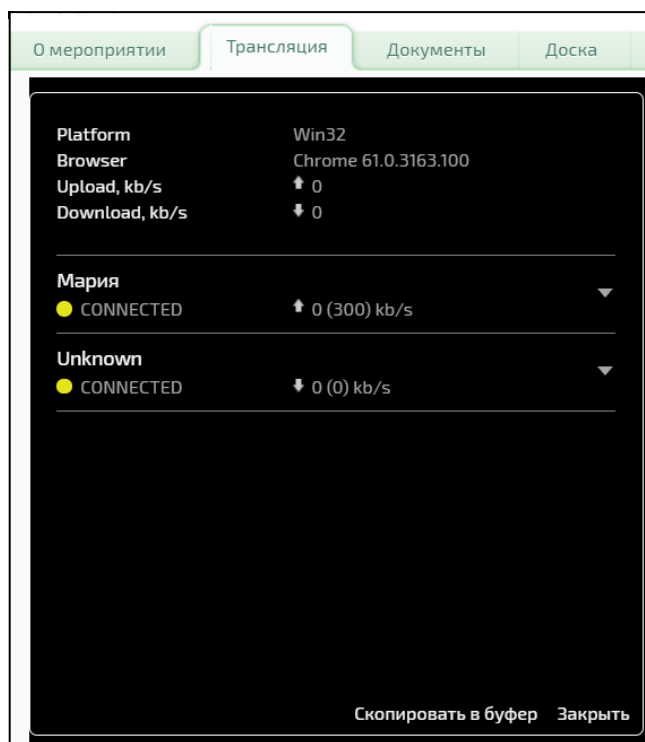 О мероприятии Трансляция Документы Доска
Platform Win32
Browser Chrome 61.0.3163.100
Upload, kb/s 0
Download, kb/s 0
Мария
CONNECTED 0 (300) kb/s
Unknown
CONNECTED 0 (0) kb/s
Скопировать в буфер Закрыть